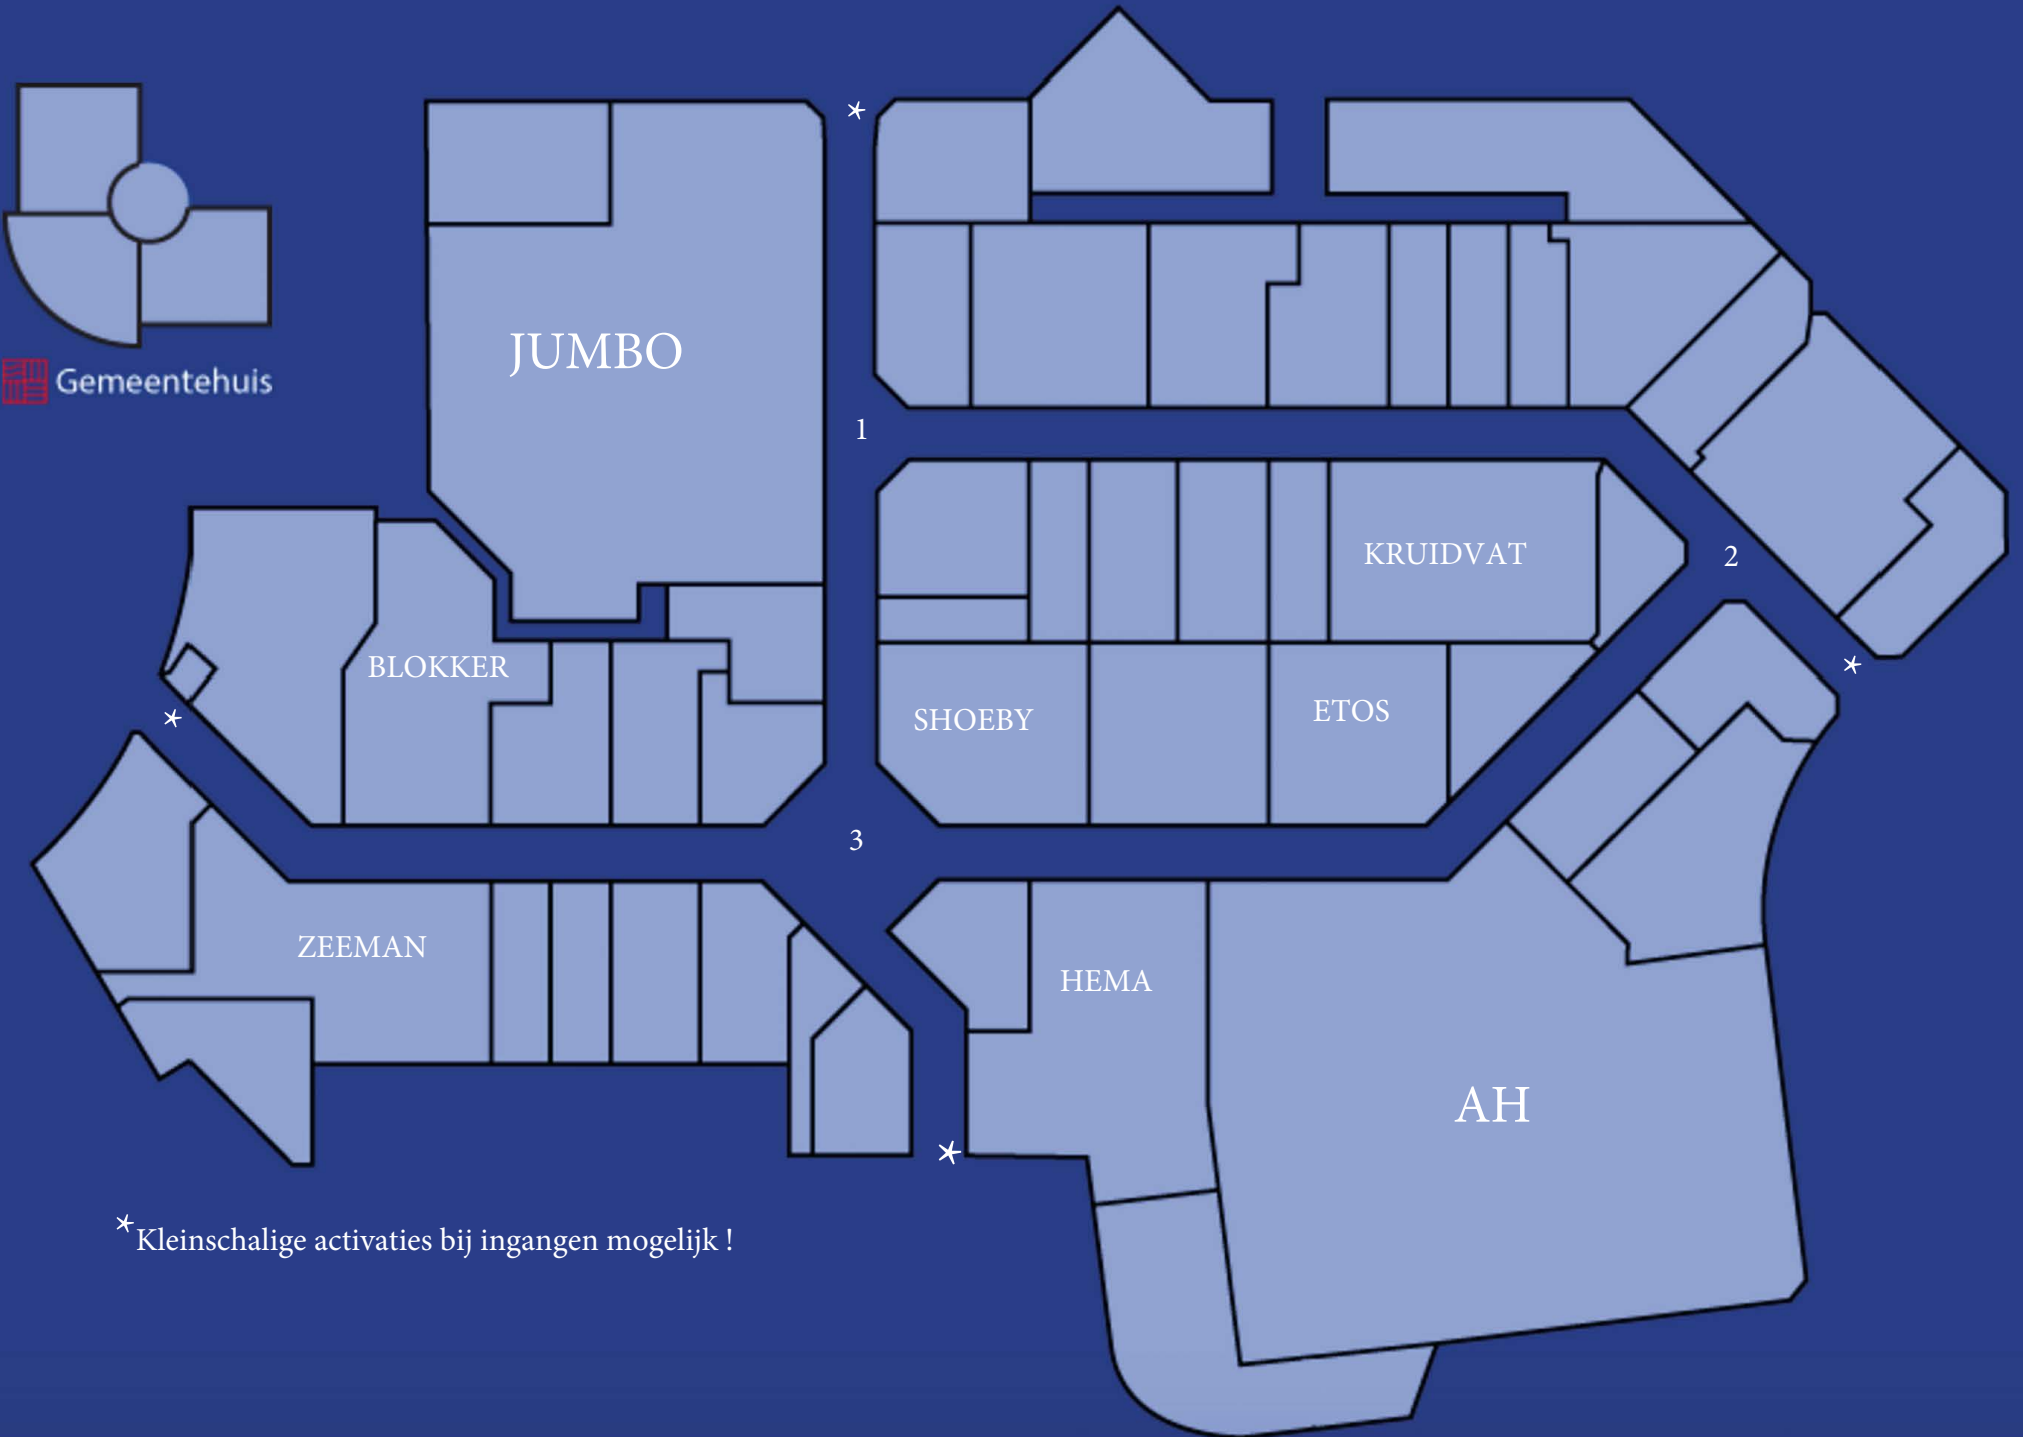 *
JUMBO
Gemeentehuis
1
KRUIDVAT
2
BLOKKER
*
SHOEBY
ETOS
*
3
ZEEMAN
HEMA
AH
*
*Kleinschalige activaties bij ingangen mogelijk !